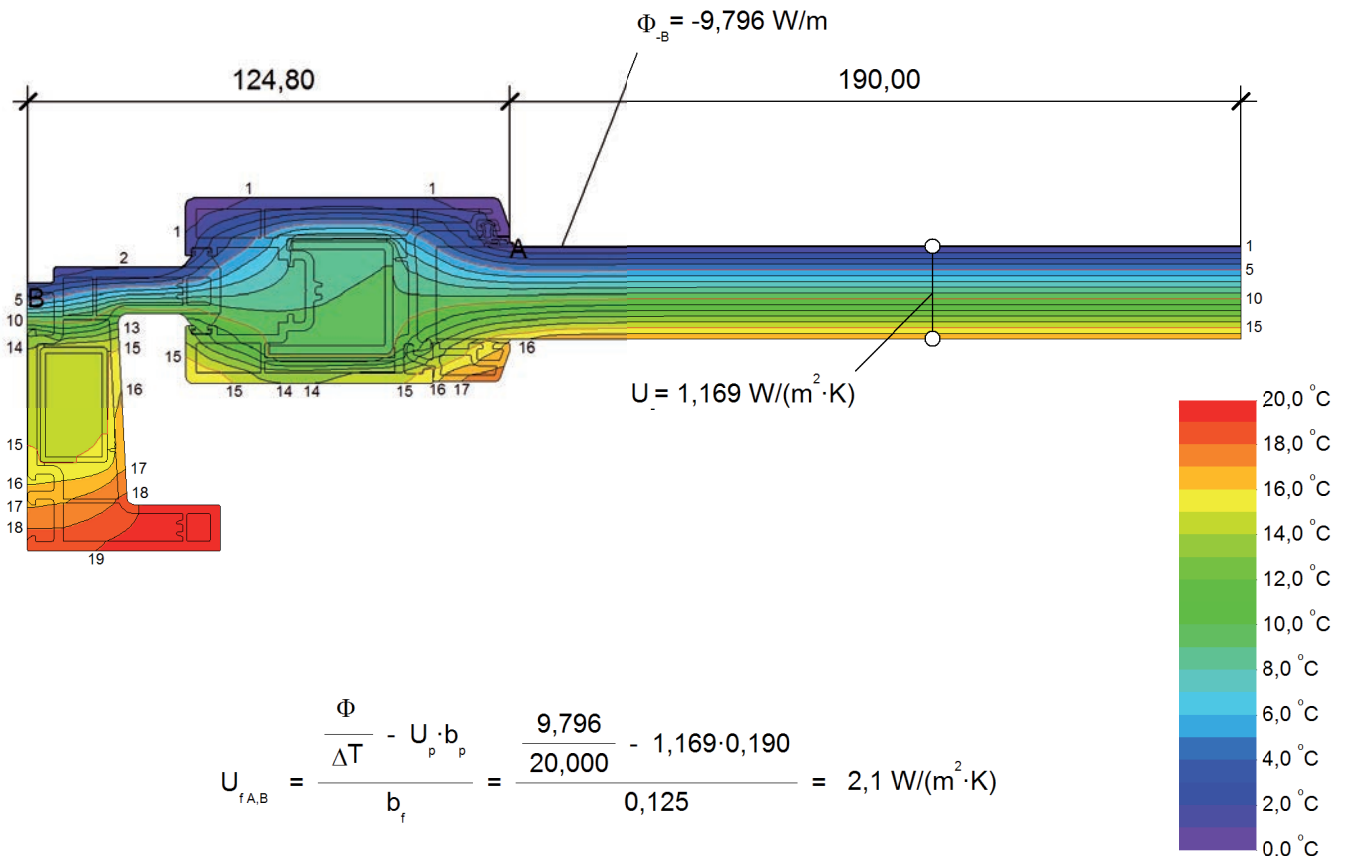 Φ-B = -9,796 W/m
124,80
190,00
1
1
1
A
1
2
5
B
5
10
10
13
15
14
15
15
16
16
15
14
14
15
16
17
U- = 1,169 W/(m²·K)
15
17
16
18
17
18
19
20,0 °C
18,0 °C
16,0 °C
14,0 °C
12,0 °C
10,0 °C
8,0 °C
6,0 °C
4,0 °C
2,0 °C
0,0 °C
U f A,B = (Φ/ΔT - Up·bp)/bf = (9,796/20,000 - 1,169·0,190)/0,125 = 2,1 W/(m²·K)